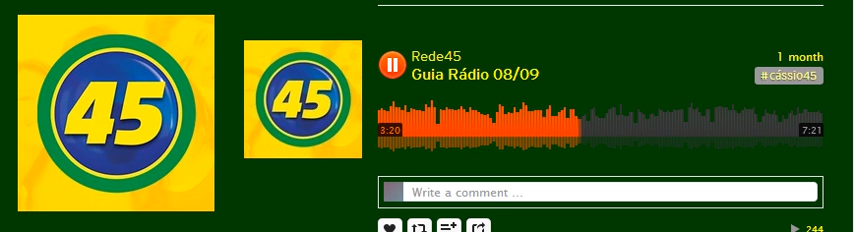 45
45
Rede45
1 month
Guia Rádio 08/09
#cássio45
3:20
7:21
Write a comment ...
244